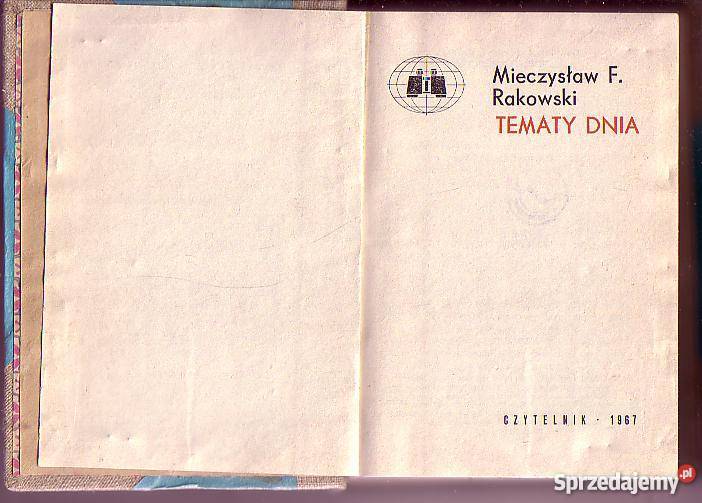 Mieczysław F.
Rakowski
TEMATY DNIA
CZYTELNIK · 1967
Sprzedajemy.pl